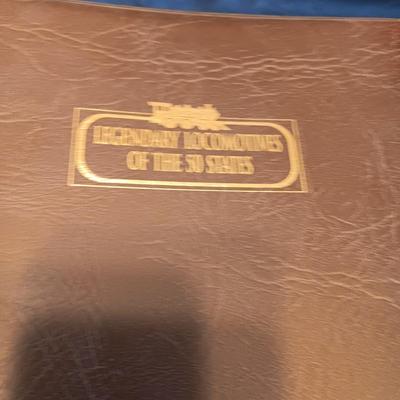 LEGENDARY LOCOMOTIVES
OF THE 50 STATES